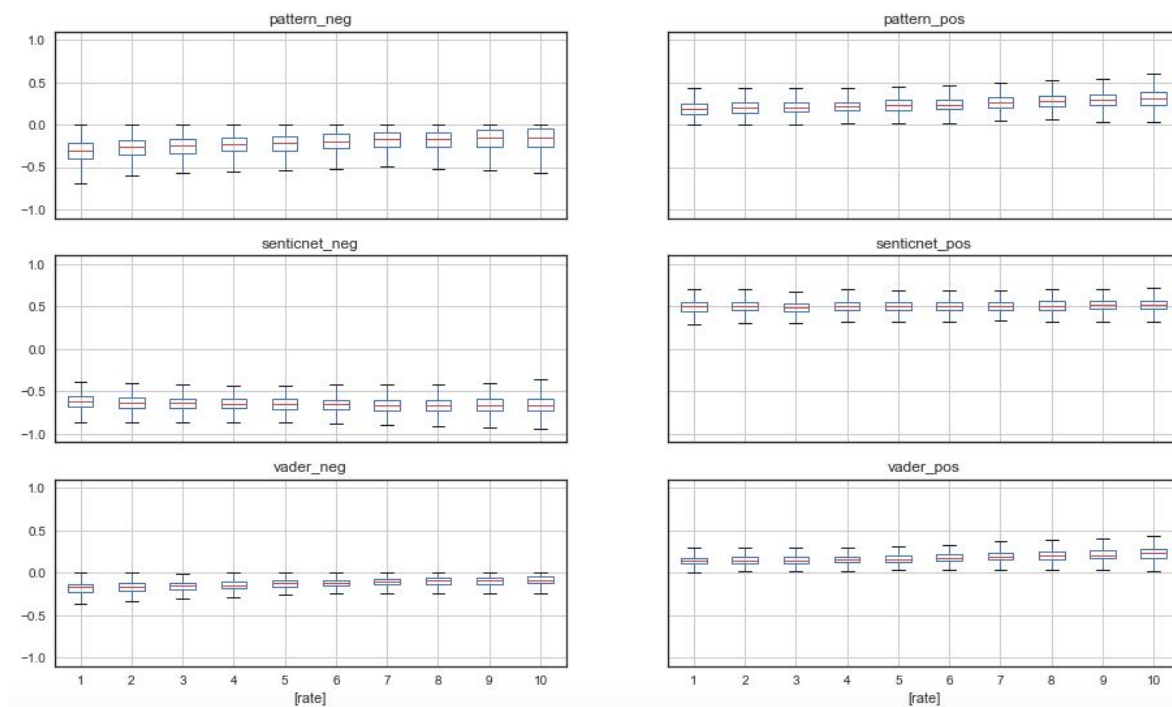 pattern_neg
pattern_pos
1.0
0.5
0.0
−0.5
−1.0
senticnet_neg
senticnet_pos
1.0
0.5
0.0
−0.5
−1.0
vader_neg
vader_pos
1.0
0.5
0.0
−0.5
−1.0
1 2 3 4 5 6 7 8 9 10
1 2 3 4 5 6 7 8 9 10
[rate]
[rate]